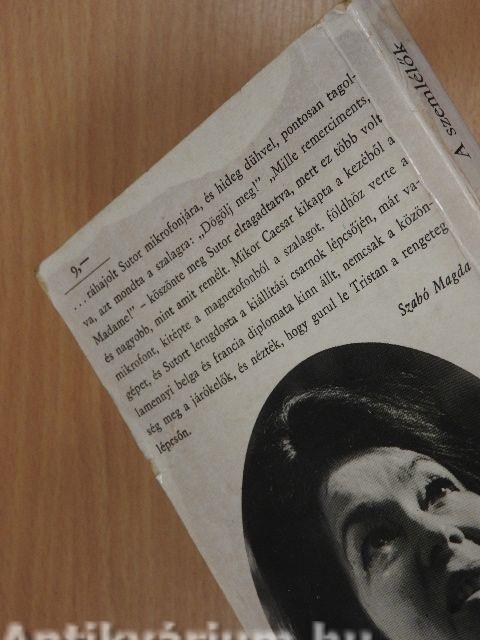 A szemlélők
9,—
...ráhajolt Sutor mikrofonjára, és hideg dühvel, pontosan tagol-
va, azt mondta a szalagra: „Dögölj meg!" „Mille remerciments,
Madame!" – köszönte meg Sutor elragadtatva, mert ez több volt
és nagyobb, mint amit remélt. Mikor Caesar kikapta a kezéből a
mikrofont, kitépte a magnetofonból a szalagot, földhöz verte a
gépet, és Sutort lerugdosta a kiállítási csarnok lépcsőjén, már va-
lamennyi belga és francia diplomata kinn állt, nemcsak a közön-
ség meg a járókelők, és nézték, hogy gurul le Tristan a rengeteg
lépcsőn.
Szabó Magda
Antikvárium.hu